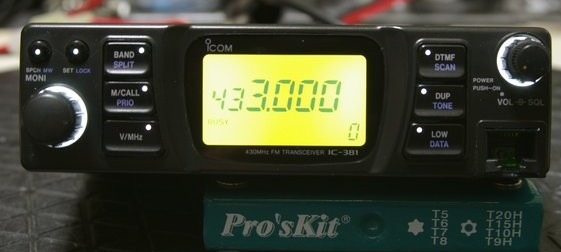 ICOM
BAND
SPLIT
DTMF
SCAN
SPCH MW
SET LOCK
MONI
M/CALL
PRIO
V/MHz
433.000
BUSY
0
POWER
PUSH-ON
VOL SQL
DUP
TONE
LOW
DATA
430MHz FM TRANSCEIVER IC-381
Pro'sKit®
T5 T20H
T6 T15H
T7 T10H
T8 T9H